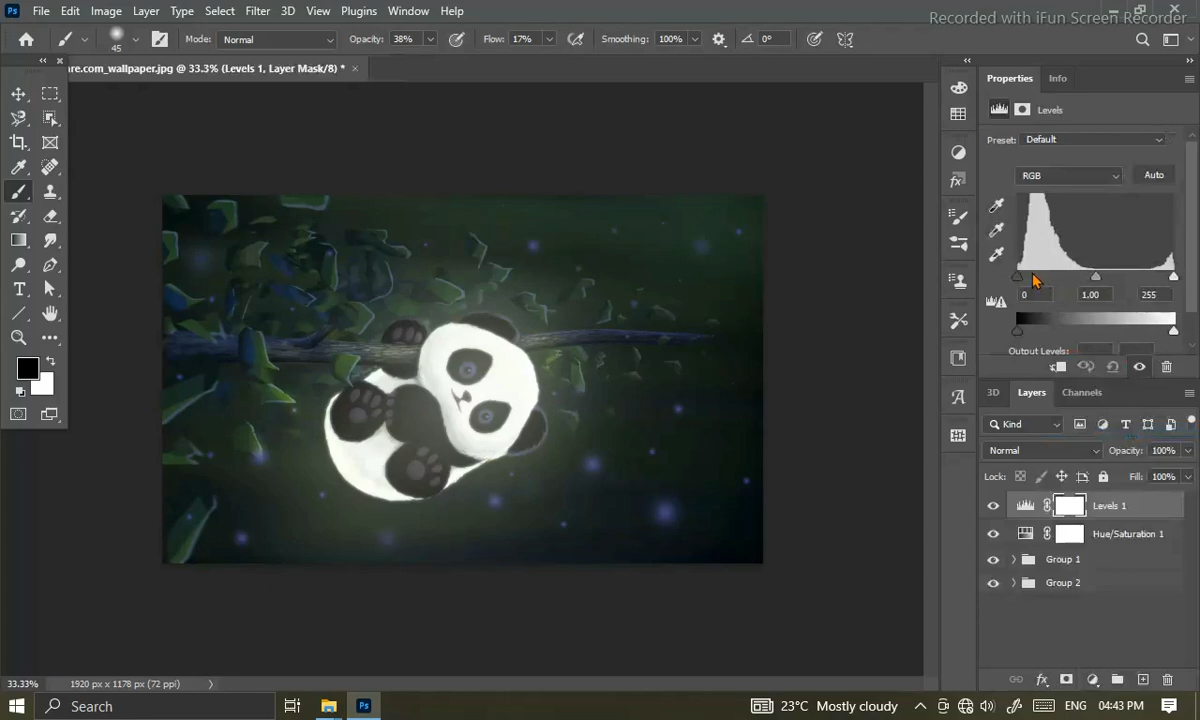 Ps File Edit Image Layer Type Select Filter 3D View Plugins Window Help
Recorded with iFun Screen Recorder
45 Mode: Normal Opacity: 38% Flow: 17% Smoothing: 100% 0°
are.com_wallpaper.jpg @ 33.3% (Levels 1, Layer Mask/8) *
Properties Info
Levels
Preset: Default
RGB Auto
0 1.00 255
Output Levels:
3D Layers Channels
Kind
Normal Opacity: 100%
Lock: Fill: 100%
Levels 1
Hue/Saturation 1
Group 1
Group 2
33.33% 1920 px x 1178 px (72 ppi)
Search Ps 23°C Mostly cloudy ENG 04:43 PM